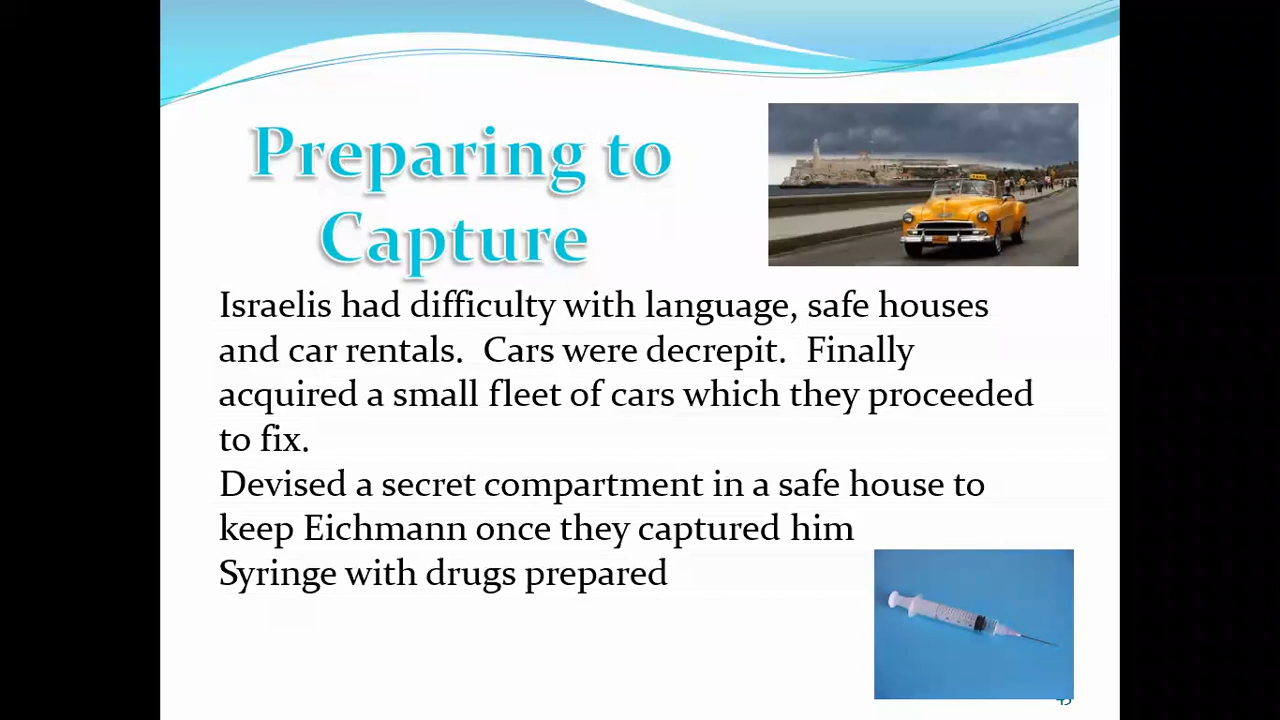 Preparing to
Capture
Israelis had difficulty with language, safe houses
and car rentals.  Cars were decrepit.  Finally
acquired a small fleet of cars which they proceeded
to fix.
Devised a secret compartment in a safe house to
keep Eichmann once they captured him
Syringe with drugs prepared